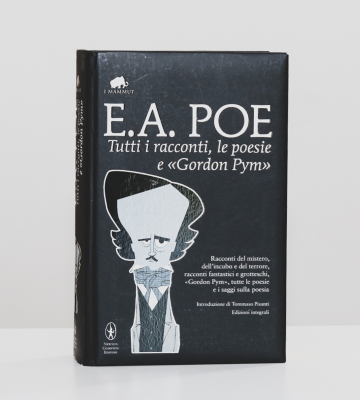 I MAMMUT
E.A. POE
Tutti i racconti, le poesie
e «Gordon Pym»
Racconti del mistero,
dell'incubo e del terrore,
racconti fantastici e grotteschi,
«Gordon Pym», tutte le poesie
e i saggi sulla poesia
Introduzione di Tommaso Pisanti
Edizioni integrali
NEWTON
COMPTON
EDITORI